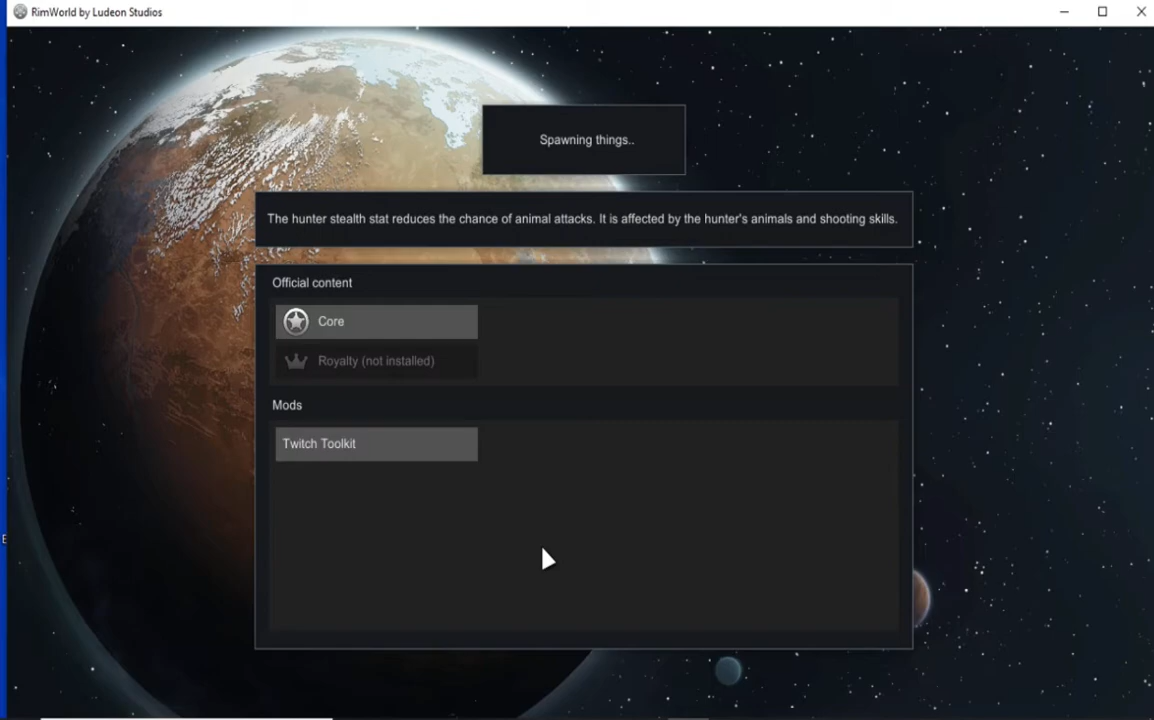 RimWorld by Ludeon Studios
Spawning things..
The hunter stealth stat reduces the chance of animal attacks. It is affected by the hunter's animals and shooting skills.
Official content
Core
Royalty (not installed)
Mods
Twitch Toolkit